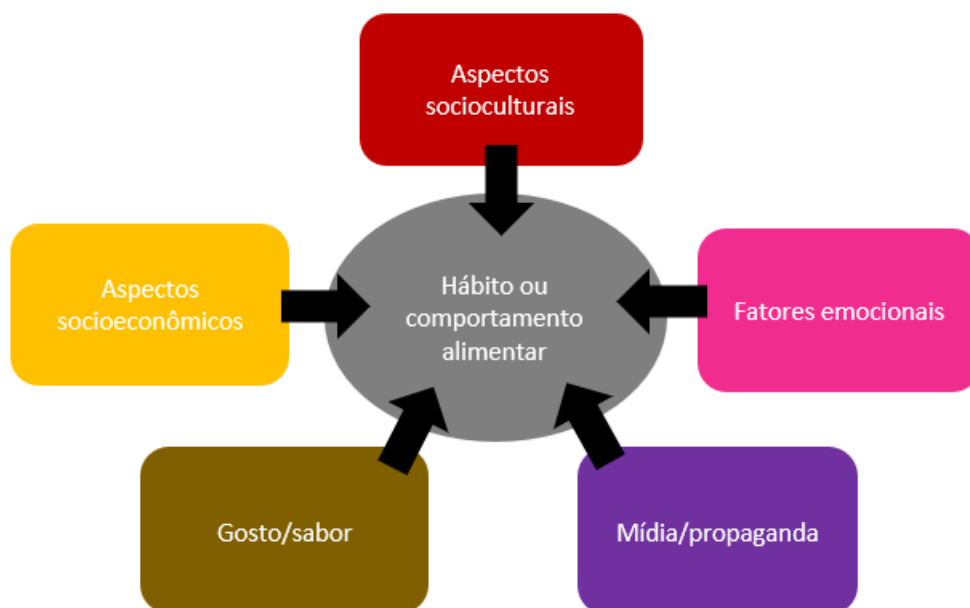 Aspectos
socioculturais
Aspectos
socioeconômicos
Hábito ou
comportamento
alimentar
Fatores emocionais
Gosto/sabor
Mídia/propaganda